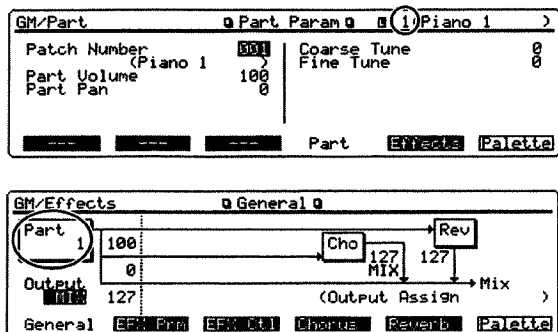 GM/Part Part Param 1(Piano 1 )
Patch Number 001
(Piano 1 )
Part Volume 100
Part Pan 0
Coarse Tune 0
Fine Tune 0
--- --- --- Part Effects Palette
GM/Effects General
Part 1
100
0
Output MIX 127
Cho
127
MIX
Rev
127
Mix
(Output Assign )
General EFX Prm EFX Ctl Chorus Reverb Palette